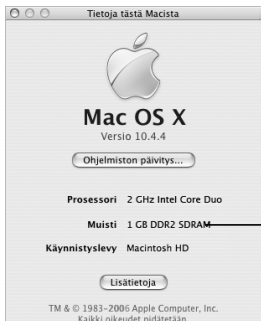 Tietoja tästä Macista
Mac OS X
Versio 10.4.4
Ohjelmiston päivitys...
Prosessori 2 GHz Intel Core Duo
Muisti 1 GB DDR2 SDRAM
Käynnistyslevy Macintosh HD
Lisätietoja
TM & © 1983–2006 Apple Computer, Inc.
Kaikki oikeudet pidätetään.